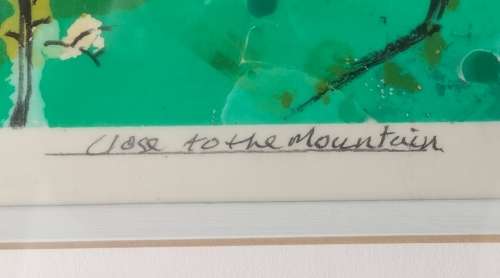 Close to the Mountain